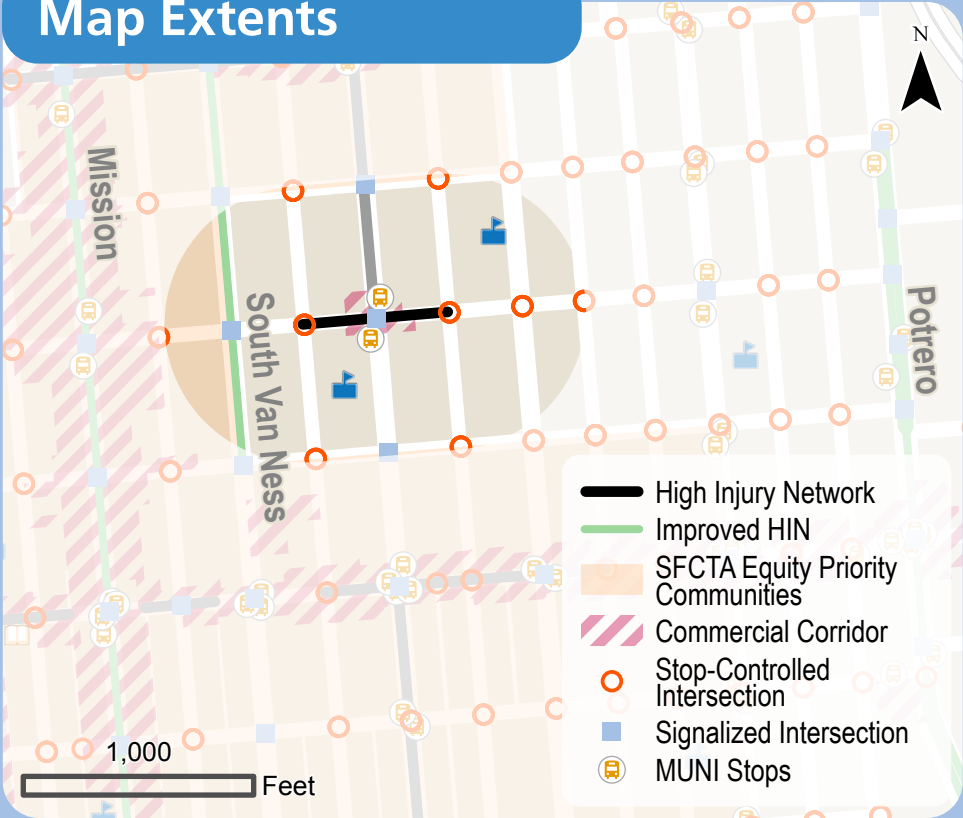 Map Extents
N
Mission
South Van Ness
Potrero
High Injury Network
Improved HIN
SFCTA Equity Priority
Communities
Commercial Corridor
Stop-Controlled
Intersection
Signalized Intersection
MUNI Stops
1,000
Feet